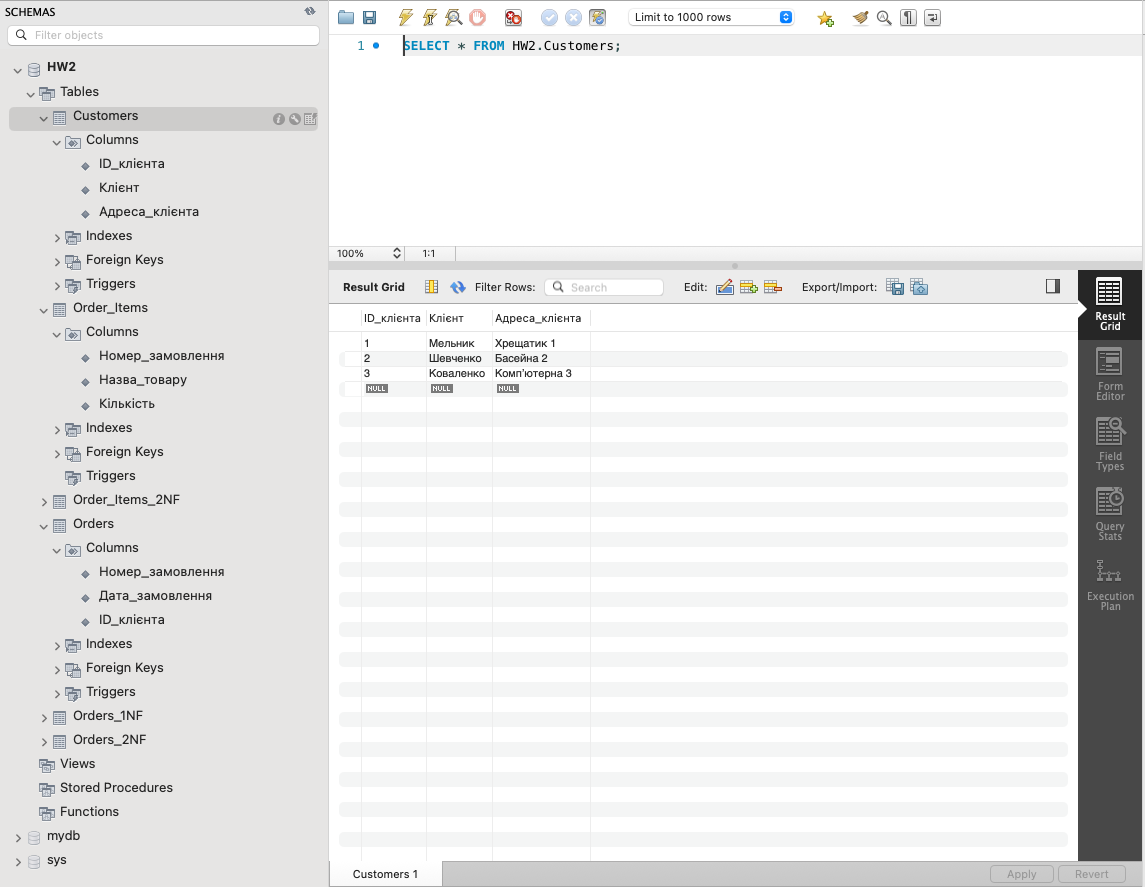 SCHEMAS
Filter objects
HW2
Tables
Customers
Columns
ID_клієнта
Клієнт
Адреса_клієнта
Indexes
Foreign Keys
Triggers
Order_Items
Columns
Номер_замовлення
Назва_товару
Кількість
Indexes
Foreign Keys
Triggers
Order_Items_2NF
Orders
Columns
Номер_замовлення
Дата_замовлення
ID_клієнта
Indexes
Foreign Keys
Triggers
Orders_1NF
Orders_2NF
Views
Stored Procedures
Functions
mydb
sys
Limit to 1000 rows
1 SELECT * FROM HW2.Customers;
100% 1:1
Result Grid Filter Rows: Search Edit: Export/Import:
ID_клієнта Клієнт Адреса_клієнта
1 Мельник Хрещатик 1
2 Шевченко Басейна 2
3 Коваленко Комп'ютерна 3
NULL NULL NULL
Result
Grid
Form
Editor
Field
Types
Query
Stats
Execution
Plan
Customers 1
Apply Revert